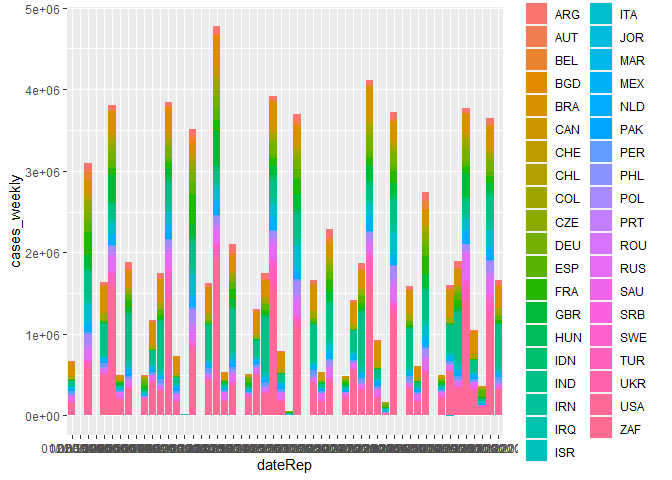 5e+06
4e+06
3e+06
2e+06
1e+06
0e+00
cases_weekly
dateRep
ARG
AUT
BEL
BGD
BRA
CAN
CHE
CHL
COL
CZE
DEU
ESP
FRA
GBR
HUN
IDN
IND
IRN
IRQ
ISR
ITA
JOR
MAR
MEX
NLD
PAK
PER
PHL
POL
PRT
ROU
RUS
SAU
SRB
SWE
TUR
UKR
USA
ZAF